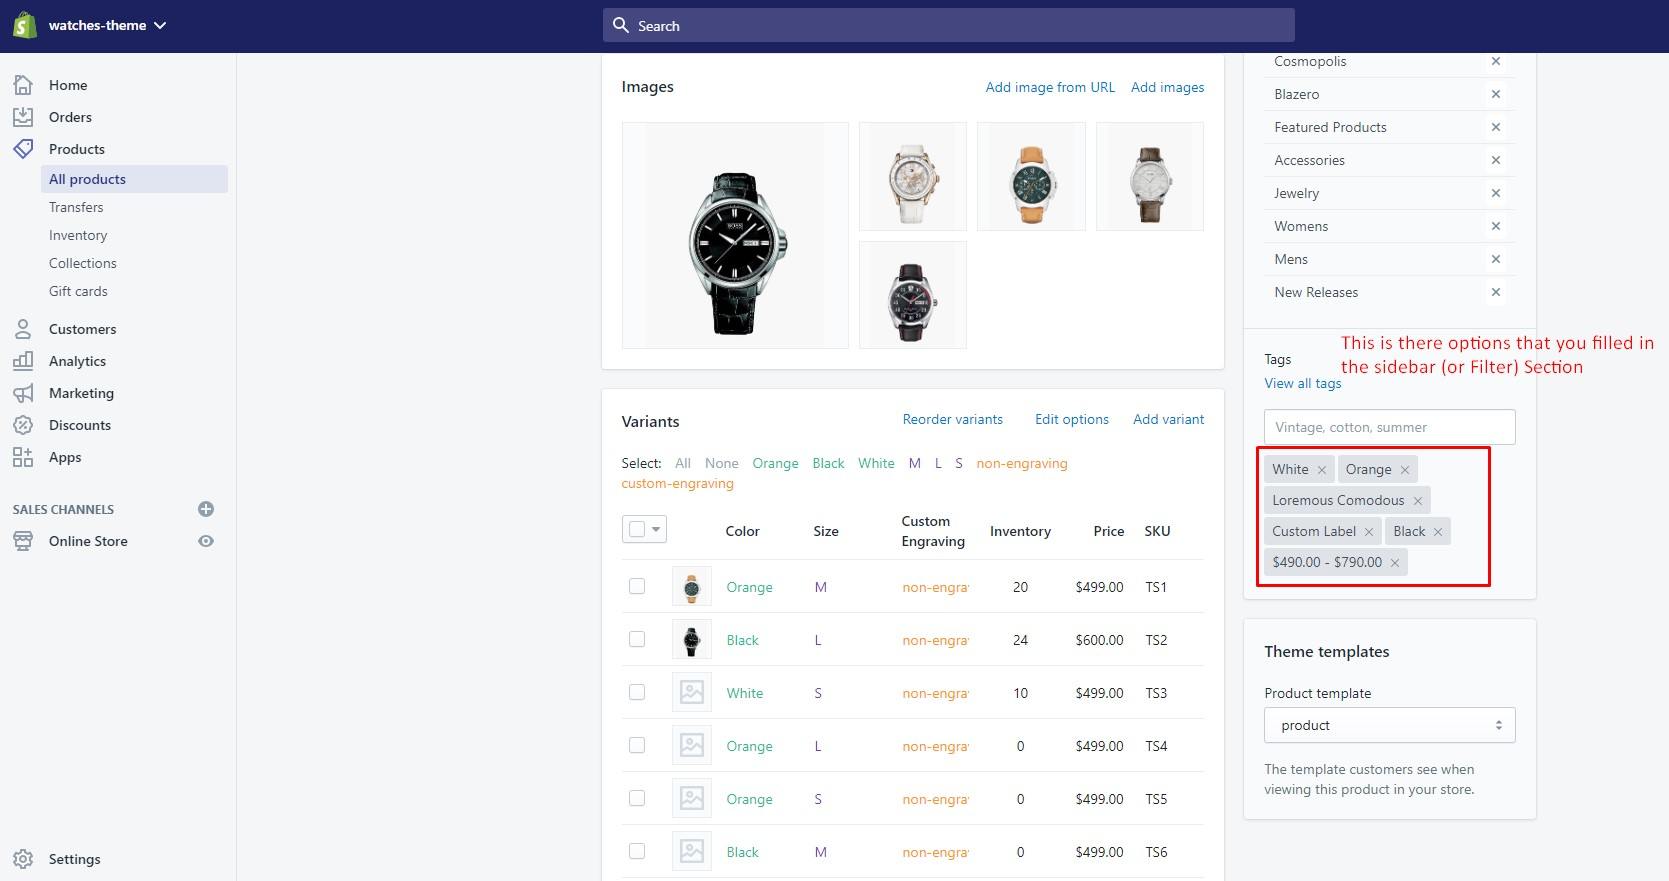 watches-theme
Search
Home
Orders
Products
All products
Transfers
Inventory
Collections
Gift cards
Customers
Analytics
Marketing
Discounts
Apps
SALES CHANNELS
Online Store
Settings
Images
Add image from URL Add images
BOSS
Variants
Reorder variants Edit options Add variant
Select: All None Orange Black White M L S non-engraving
custom-engraving
Color Size Custom Engraving Inventory Price SKU
Orange M non-engra 20 $499.00 TS1
Black L non-engra 24 $600.00 TS2
White S non-engra 10 $499.00 TS3
Orange L non-engra 0 $499.00 TS4
Orange S non-engra 0 $499.00 TS5
Black M non-engra 0 $499.00 TS6
Cosmopolis
Blazero
Featured Products
Accessories
Jewelry
Womens
Mens
New Releases
This is there options that you filled in
the sidebar (or Filter) Section
Tags
View all tags
Vintage, cotton, summer
White Orange
Loremous Comodous
Custom Label Black
$490.00 - $790.00
Theme templates
Product template
product
The template customers see when
viewing this product in your store.